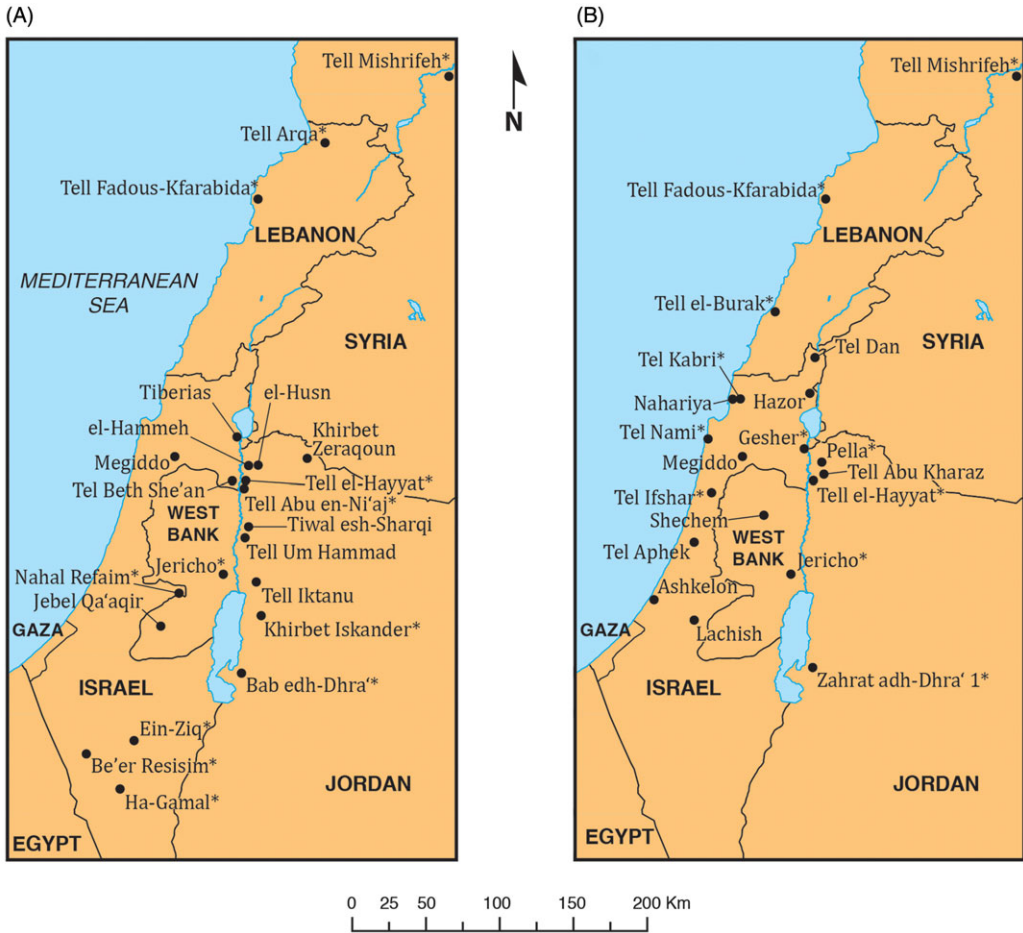 (A)
Tell Mishrifeh*
Tell Arqa*
Tell Fadous-Kfarabida*
LEBANON
MEDITERRANEAN
SEA
SYRIA
Tiberias
el-Husn
el-Hammeh
Khirbet
Zeraqoun
Megiddo
Tel Beth She’an
Tell el-Hayyat*
Tell Abu en-Ni‘aj*
WEST
BANK
Tiwal esh-Sharqi
Tell Um Hammad
Jericho*
Nahal Refaim*
Jebel Qa‘aqir
Tell Iktanu
Khirbet Iskander*
GAZA
Bab edh-Dhra‘*
ISRAEL
Ein-Ziq*
Be’er Resisim*
Ha-Gamal*
JORDAN
EGYPT
N
(B)
Tell Mishrifeh*
Tell Fadous-Kfarabida*
LEBANON
Tell el-Burak*
Tel Dan
SYRIA
Tel Kabri*
Nahariya
Hazor
Tel Nami*
Gesher*
Megiddo
Pella*
Tell Abu Kharaz
Tell el-Hayyat*
Tel Ifshar*
Shechem
WEST
BANK
Tel Aphek
Jericho*
Ashkelon
GAZA
Lachish
ISRAEL
Zahrat adh-Dhra‘ 1*
JORDAN
EGYPT
0 25 50 100 150 200 Km